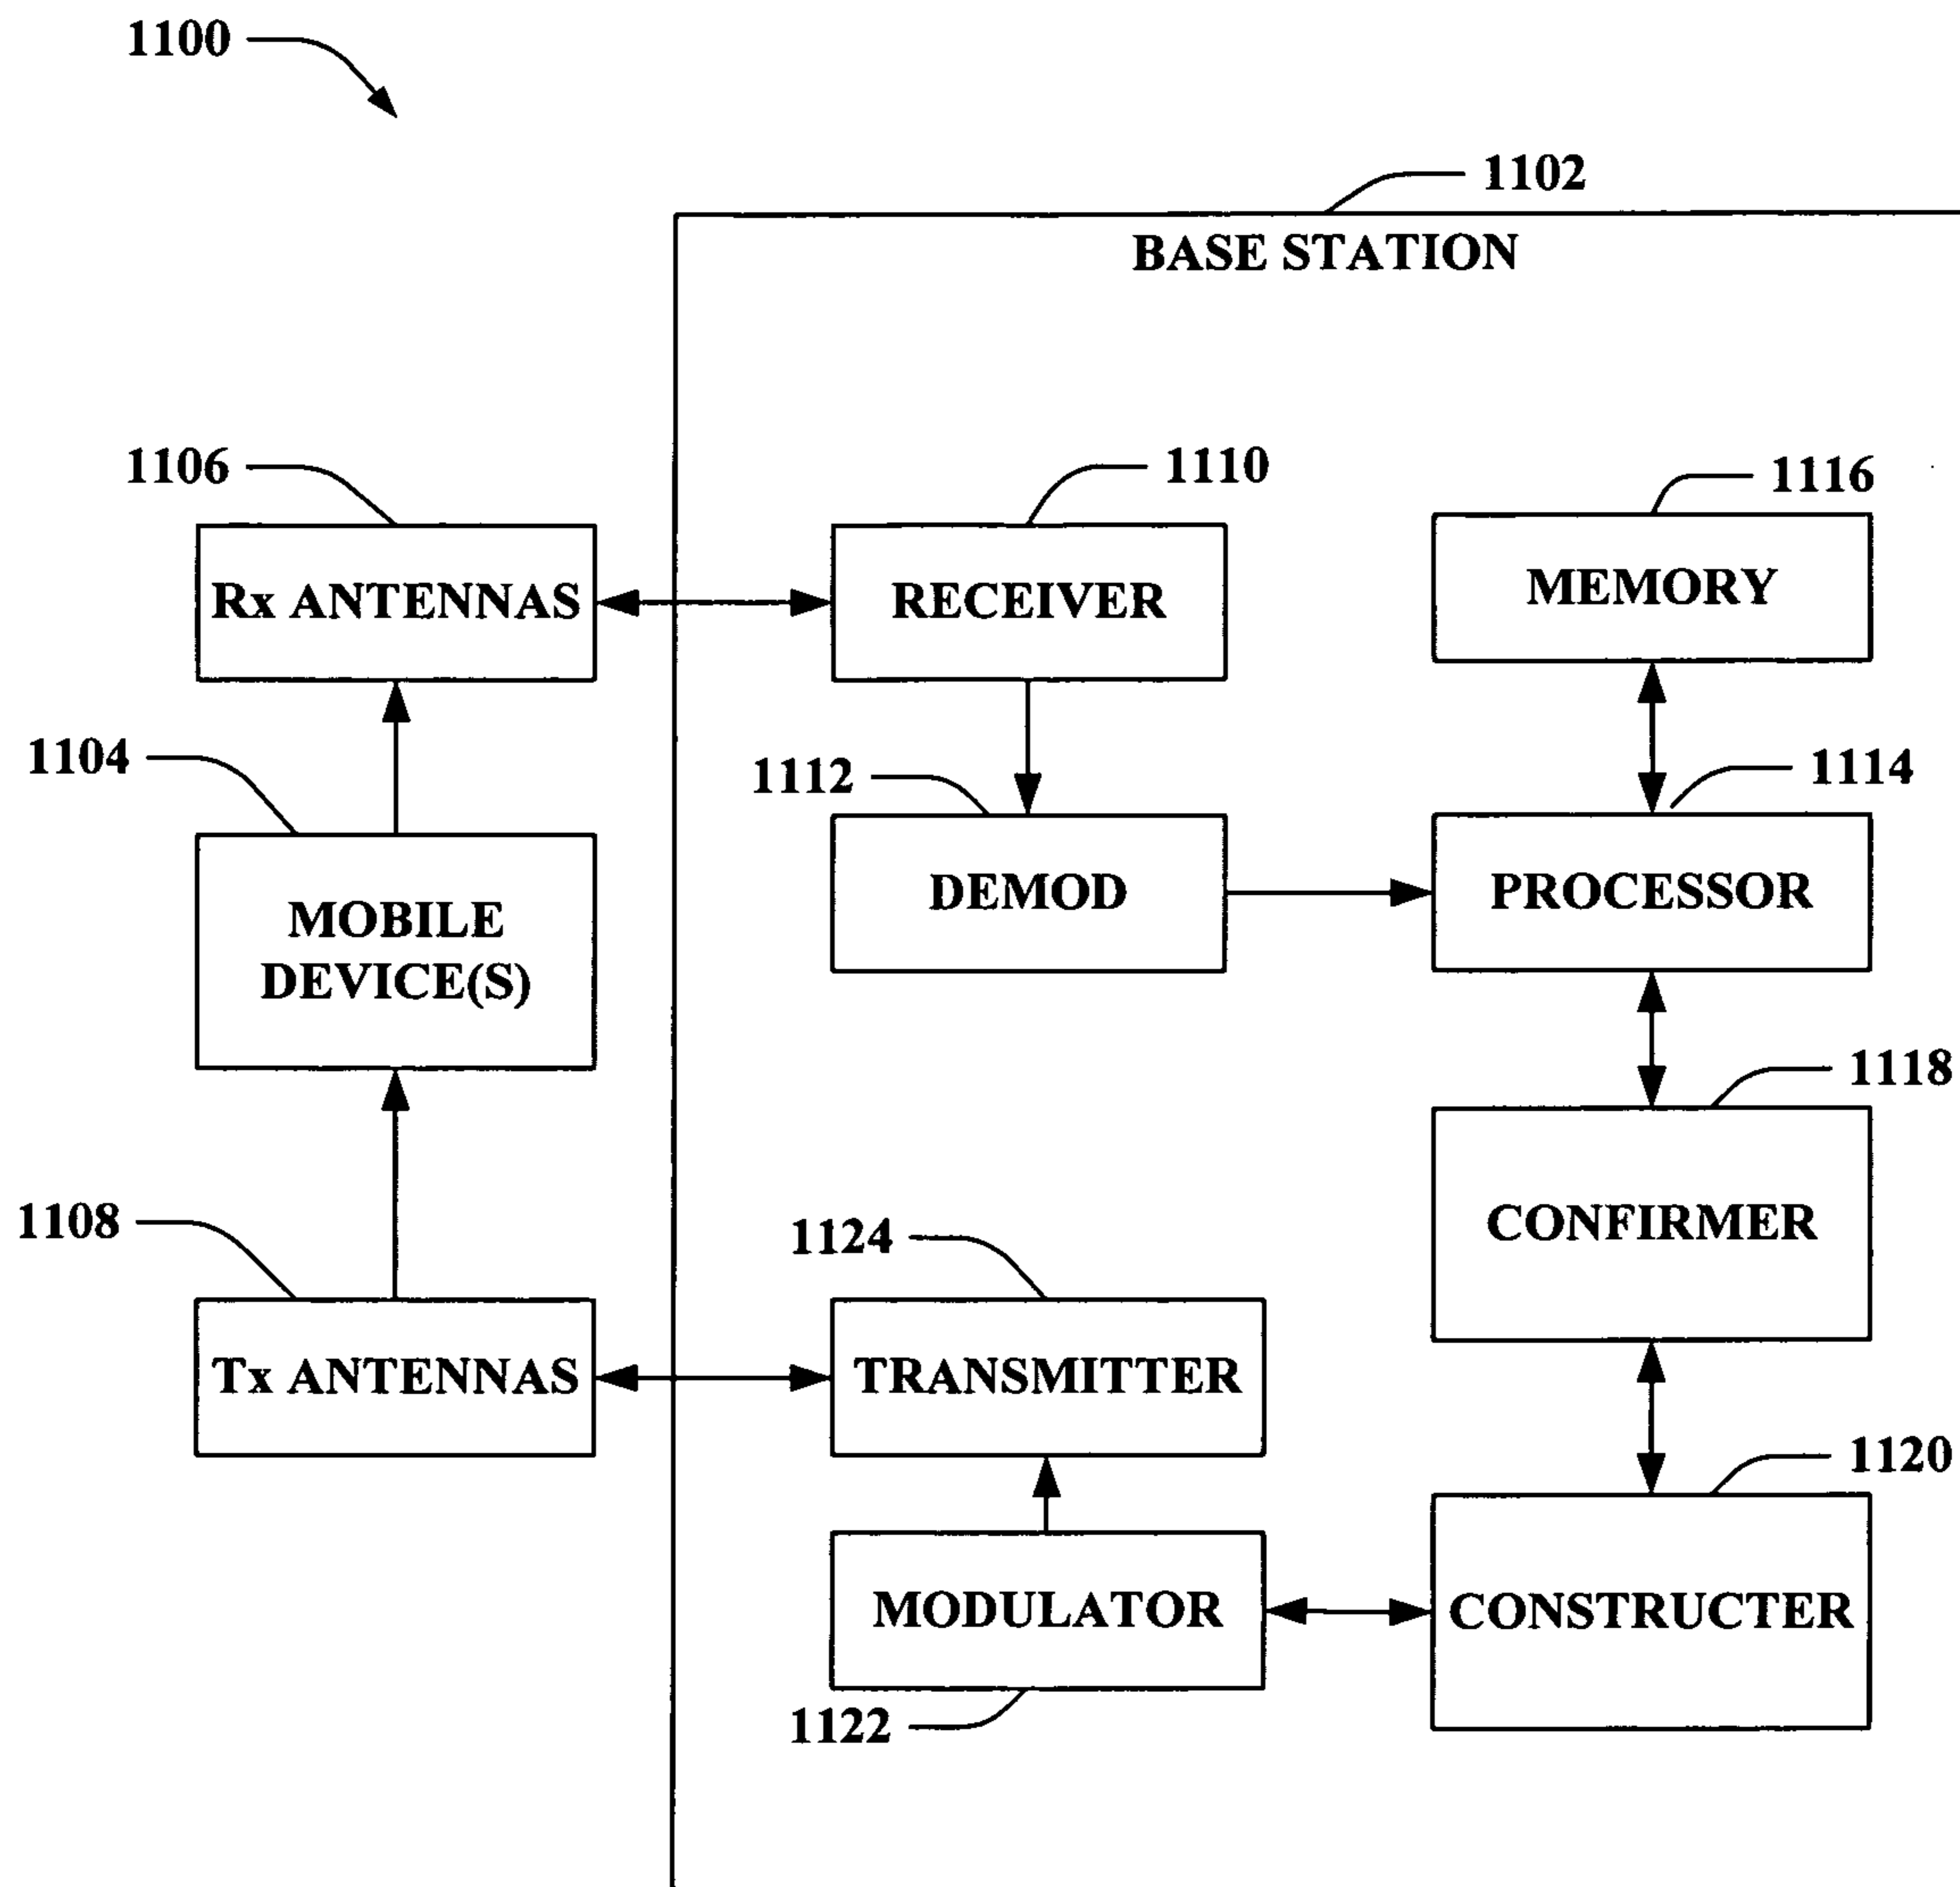 1100
1102
BASE STATION
1106
1110
1116
Rx ANTENNAS
RECEIVER
MEMORY
1104
1112
1114
MOBILE
DEVICE(S)
DEMOD
PROCESSOR
1118
1108
1124
CONFIRMER
Tx ANTENNAS
TRANSMITTER
1120
MODULATOR
CONSTRUCTER
1122